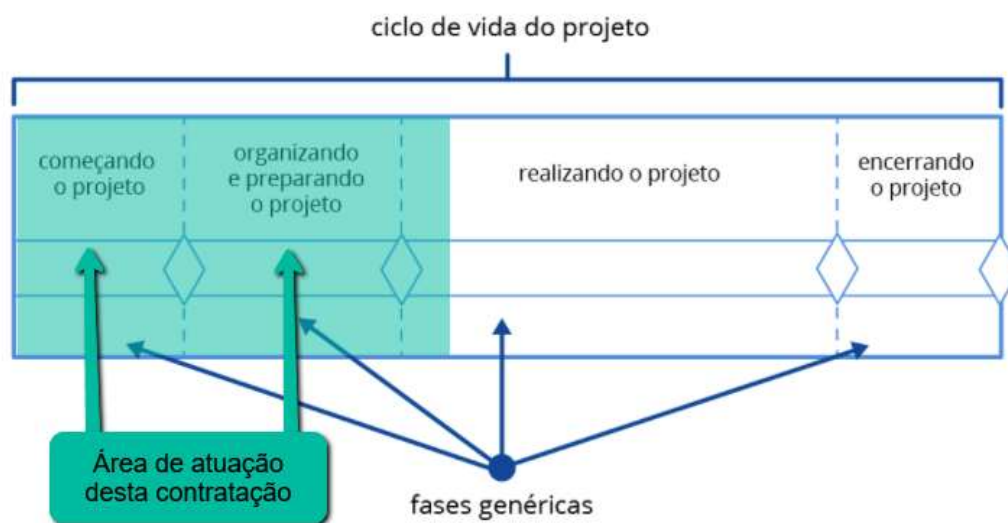 ciclo de vida do projeto
começando
o projeto
organizando
e preparando
o projeto
realizando o projeto
encerrando
o projeto
Área de atuação
desta contratação
fases genéricas